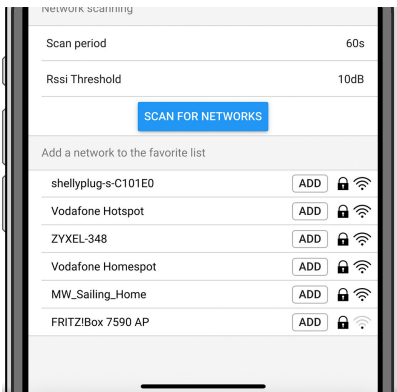 Network scanning
Scan period 60s
Rssi Threshold 10dB
SCAN FOR NETWORKS
Add a network to the favorite list
shellyplug-s-C101E0 ADD
Vodafone Hotspot ADD
ZYXEL-348 ADD
Vodafone Homespot ADD
MW_Sailing_Home ADD
FRITZ!Box 7590 AP ADD